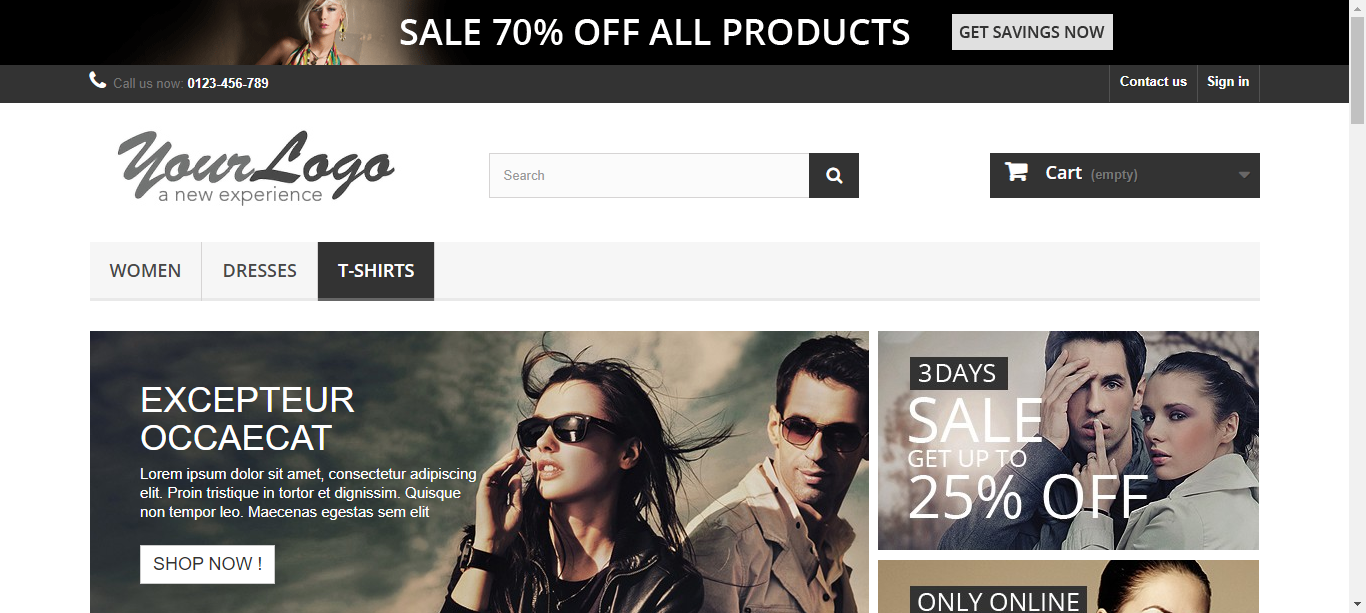 SALE 70% OFF ALL PRODUCTS
GET SAVINGS NOW
Call us now: 0123-456-789
Contact us
Sign in
YourLogo
a new experience
Search
Cart (empty)
WOMEN
DRESSES
T-SHIRTS
EXCEPTEUR
OCCAECAT
Lorem ipsum dolor sit amet, consectetur adipiscing
elit. Proin tristique in tortor et dignissim. Quisque
non tempor leo. Maecenas egestas sem elit
SHOP NOW !
3 DAYS
SALE
GET UP TO
25% OFF
ONLY ONLINE